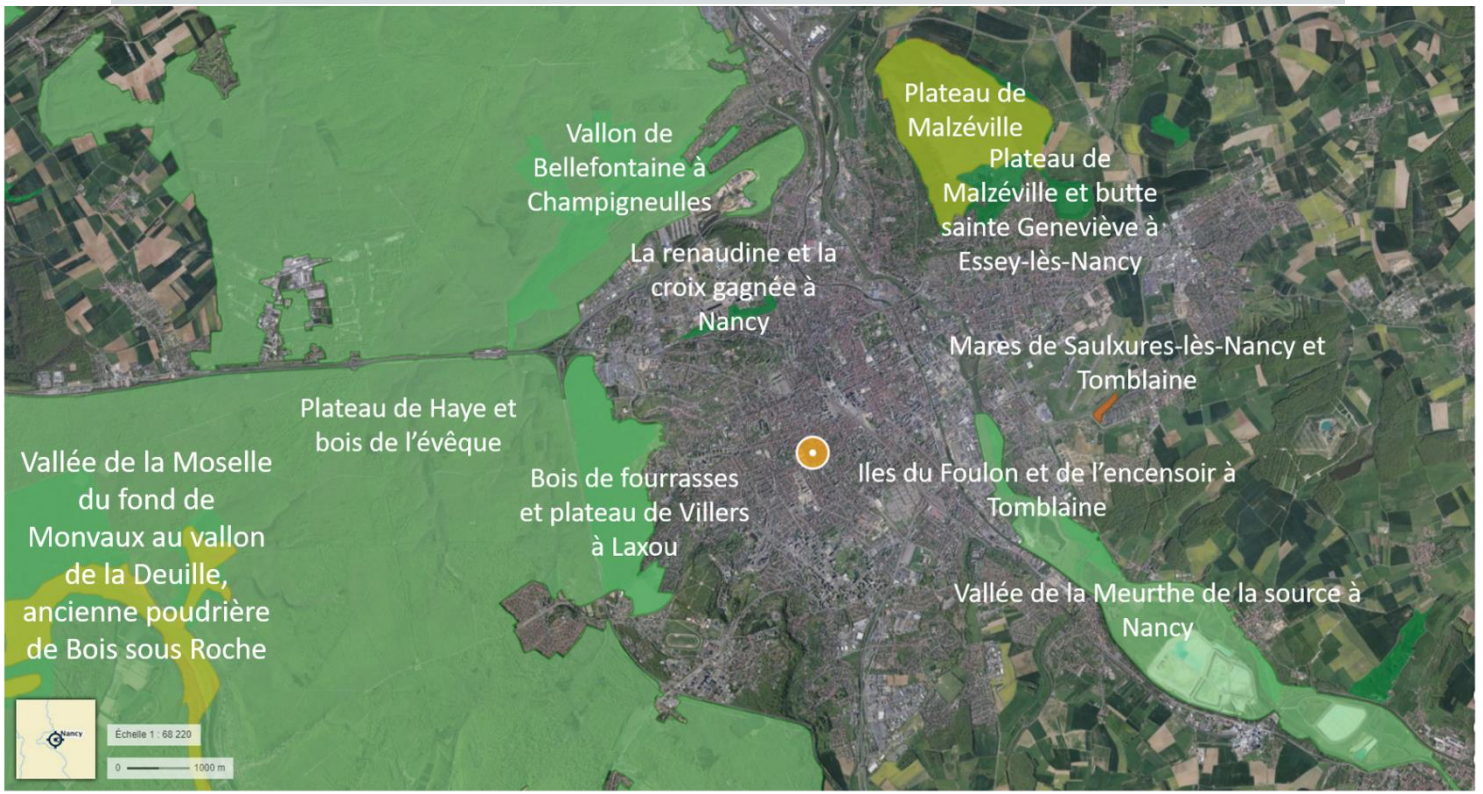 Plateau de
Malzéville
Vallon de
Bellefontaine à
Champigneulles
Plateau de
Malzéville et butte
sainte Geneviève à
Essey-lès-Nancy
La renaudine et la
croix gagnée à
Nancy
Mares de Saulxures-lès-Nancy et
Tomblaine
Plateau de Haye et
bois de l'évêque
Vallée de la Moselle
du fond de
Monvaux au vallon
de la Deuille,
ancienne poudrière
de Bois sous Roche
Bois de fourrasses
et plateau de Villers
à Laxou
Iles du Foulon et de l'encensoir à
Tomblaine
Vallée de la Meurthe de la source à
Nancy
Nancy
Échelle 1 : 68 220
0 1000 m